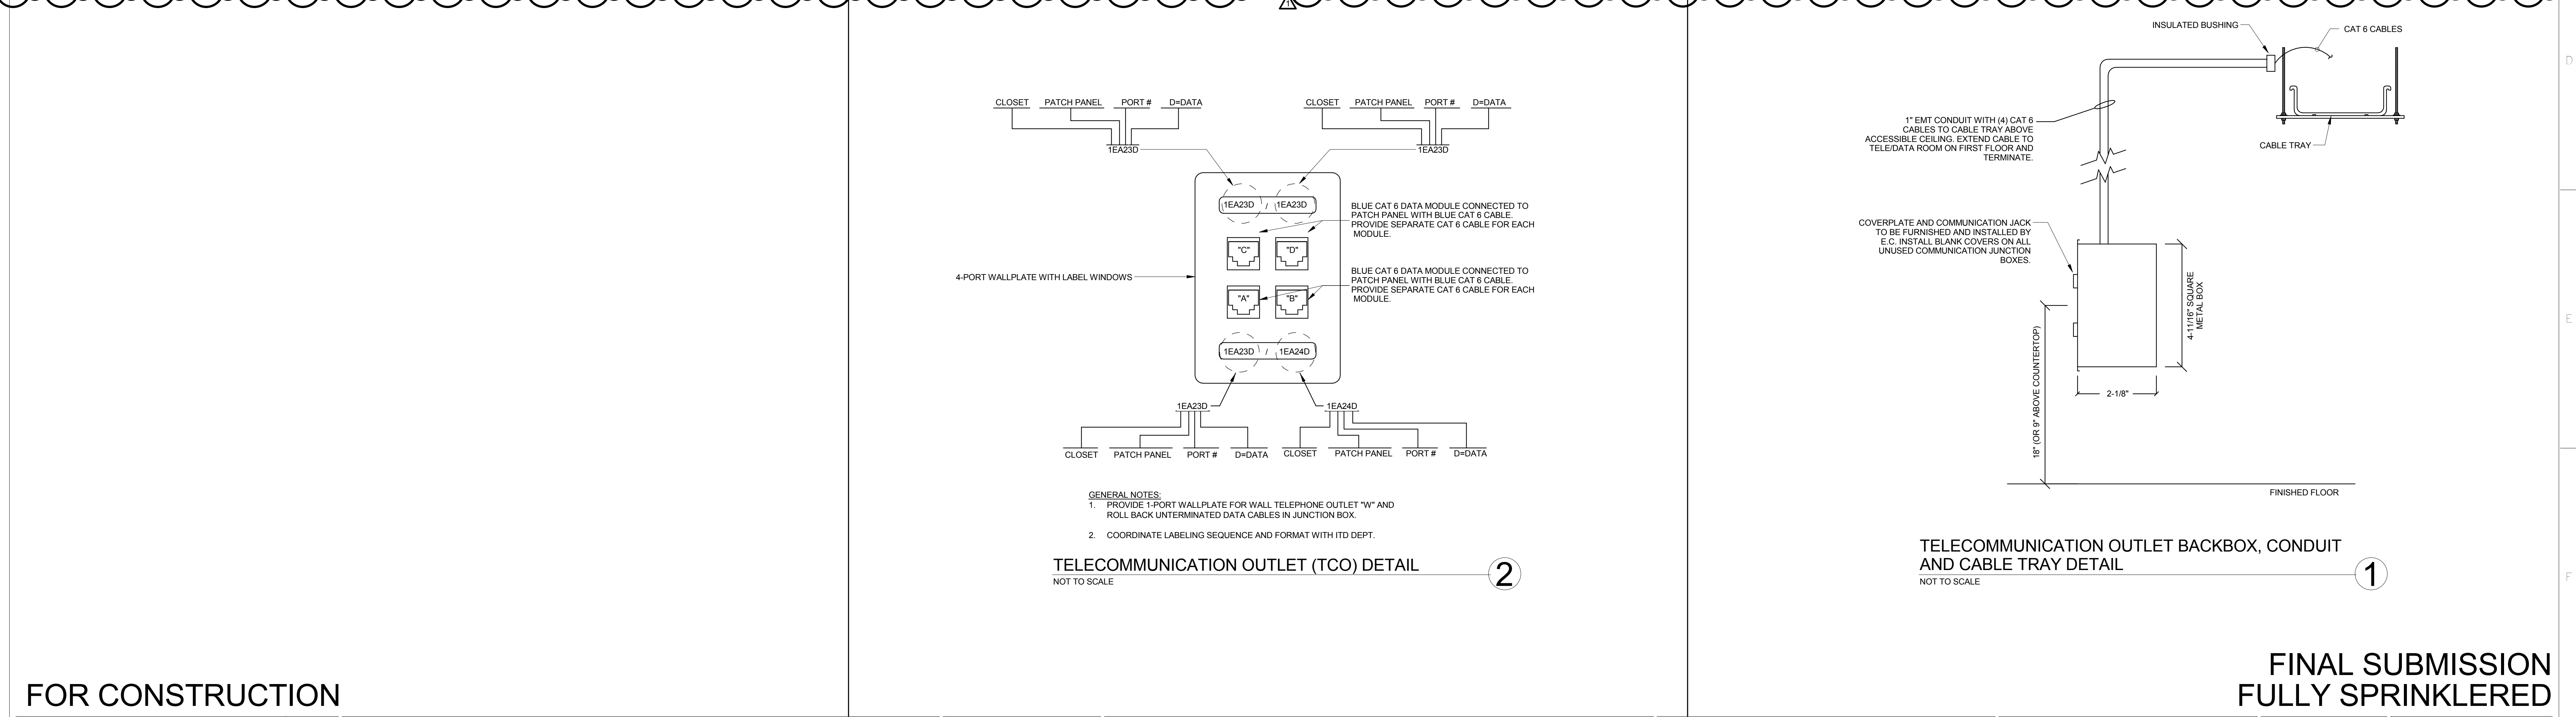 1
CLOSET PATCH PANEL PORT # D=DATA
1EA23D
CLOSET PATCH PANEL PORT # D=DATA
1EA23D
1EA23D / 1EA23D
"C" "D"
BLUE CAT 6 DATA MODULE CONNECTED TO
PATCH PANEL WITH BLUE CAT 6 CABLE.
PROVIDE SEPARATE CAT 6 CABLE FOR EACH
MODULE.
4-PORT WALLPLATE WITH LABEL WINDOWS
"A" "B"
BLUE CAT 6 DATA MODULE CONNECTED TO
PATCH PANEL WITH BLUE CAT 6 CABLE.
PROVIDE SEPARATE CAT 6 CABLE FOR EACH
MODULE.
1EA23D / 1EA24D
1EA23D
CLOSET PATCH PANEL PORT # D=DATA
1EA24D
CLOSET PATCH PANEL PORT # D=DATA
GENERAL NOTES:
1. PROVIDE 1-PORT WALLPLATE FOR WALL TELEPHONE OUTLET "W" AND
ROLL BACK UNTERMINATED DATA CABLES IN JUNCTION BOX.
2. COORDINATE LABELING SEQUENCE AND FORMAT WITH ITD DEPT.
TELECOMMUNICATION OUTLET (TCO) DETAIL
NOT TO SCALE
2
INSULATED BUSHING
CAT 6 CABLES
1" EMT CONDUIT WITH (4) CAT 6
CABLES TO CABLE TRAY ABOVE
ACCESSIBLE CEILING. EXTEND CABLE TO
TELE/DATA ROOM ON FIRST FLOOR AND
TERMINATE.
CABLE TRAY
COVERPLATE AND COMMUNICATION JACK
TO BE FURNISHED AND INSTALLED BY
E.C. INSTALL BLANK COVERS ON ALL
UNUSED COMMUNICATION JUNCTION
BOXES.
4-11/16" SQUARE
METAL BOX
2-1/8"
18" (OR 9" ABOVE COUNTERTOP)
FINISHED FLOOR
TELECOMMUNICATION OUTLET BACKBOX, CONDUIT
AND CABLE TRAY DETAIL
NOT TO SCALE
1
D
E
F
FOR CONSTRUCTION
FINAL SUBMISSION
FULLY SPRINKLERED